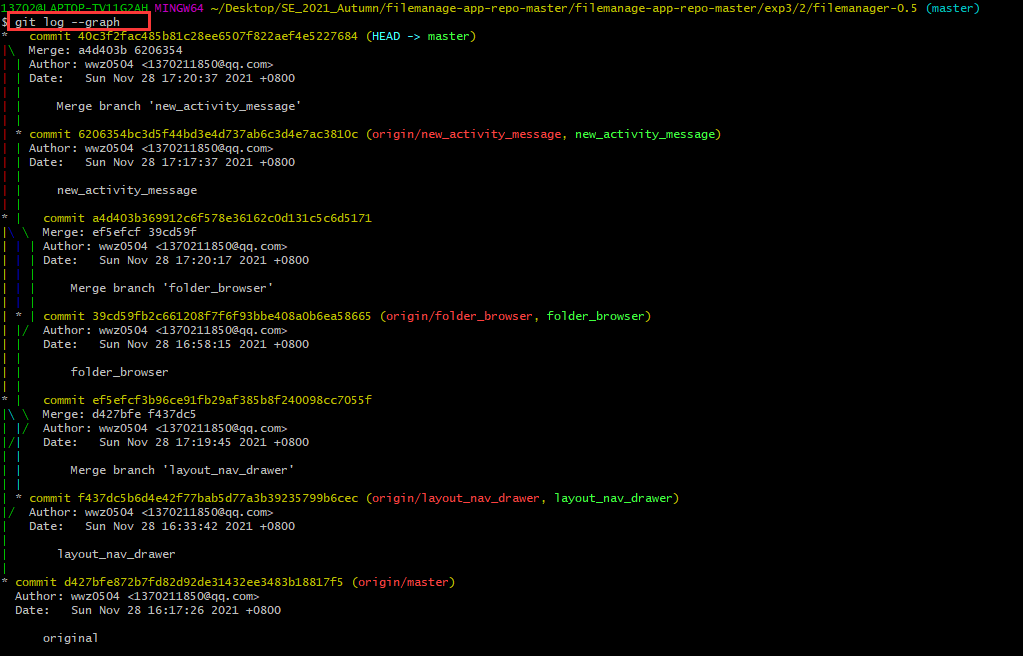 13702@LAPTOP-TV11G2AH MINGW64 ~/Desktop/SE_2021_Autumn/filemanage-app-repo-master/filemanage-app-repo-master/exp3/2/filemanager-0.5 (master)
$ git log --graph
*   commit 40c3f2fac485b81c28ee6507f822aef4e5227684 (HEAD -> master)
|\  Merge: a4d403b 6206354
| | Author: wwz0504 <1370211850@qq.com>
| | Date:   Sun Nov 28 17:20:37 2021 +0800
| |
| |     Merge branch 'new_activity_message'
| |
| * commit 6206354bc3d5f44bd3e4d737ab6c3d4e7ac3810c (origin/new_activity_message, new_activity_message)
| | Author: wwz0504 <1370211850@qq.com>
| | Date:   Sun Nov 28 17:17:37 2021 +0800
| |
| |     new_activity_message
| |
* |   commit a4d403b369912c6f578e36162c0d131c5c6d5171
|\ \  Merge: ef5efcf 39cd59f
| | | Author: wwz0504 <1370211850@qq.com>
| | | Date:   Sun Nov 28 17:20:17 2021 +0800
| | |
| | |     Merge branch 'folder_browser'
| | |
| * | commit 39cd59fb2c661208f7f6f93bbe408a0b6ea58665 (origin/folder_browser, folder_browser)
| |/  Author: wwz0504 <1370211850@qq.com>
| |   Date:   Sun Nov 28 16:58:15 2021 +0800
| |
| |       folder_browser
| |
* |   commit ef5efcf3b96ce91fb29af385b8f240098cc7055f
|\ \  Merge: d427bfe f437dc5
| |/  Author: wwz0504 <1370211850@qq.com>
|/|   Date:   Sun Nov 28 17:19:45 2021 +0800
| |
| |       Merge branch 'layout_nav_drawer'
| |
| * commit f437dc5b6d4e42f77bab5d77a3b39235799b6cec (origin/layout_nav_drawer, layout_nav_drawer)
|/  Author: wwz0504 <1370211850@qq.com>
|   Date:   Sun Nov 28 16:33:42 2021 +0800
|
|       layout_nav_drawer
|
* commit d427bfe872b7fd82d92de31432ee3483b18817f5 (origin/master)
  Author: wwz0504 <1370211850@qq.com>
  Date:   Sun Nov 28 16:17:26 2021 +0800

      original